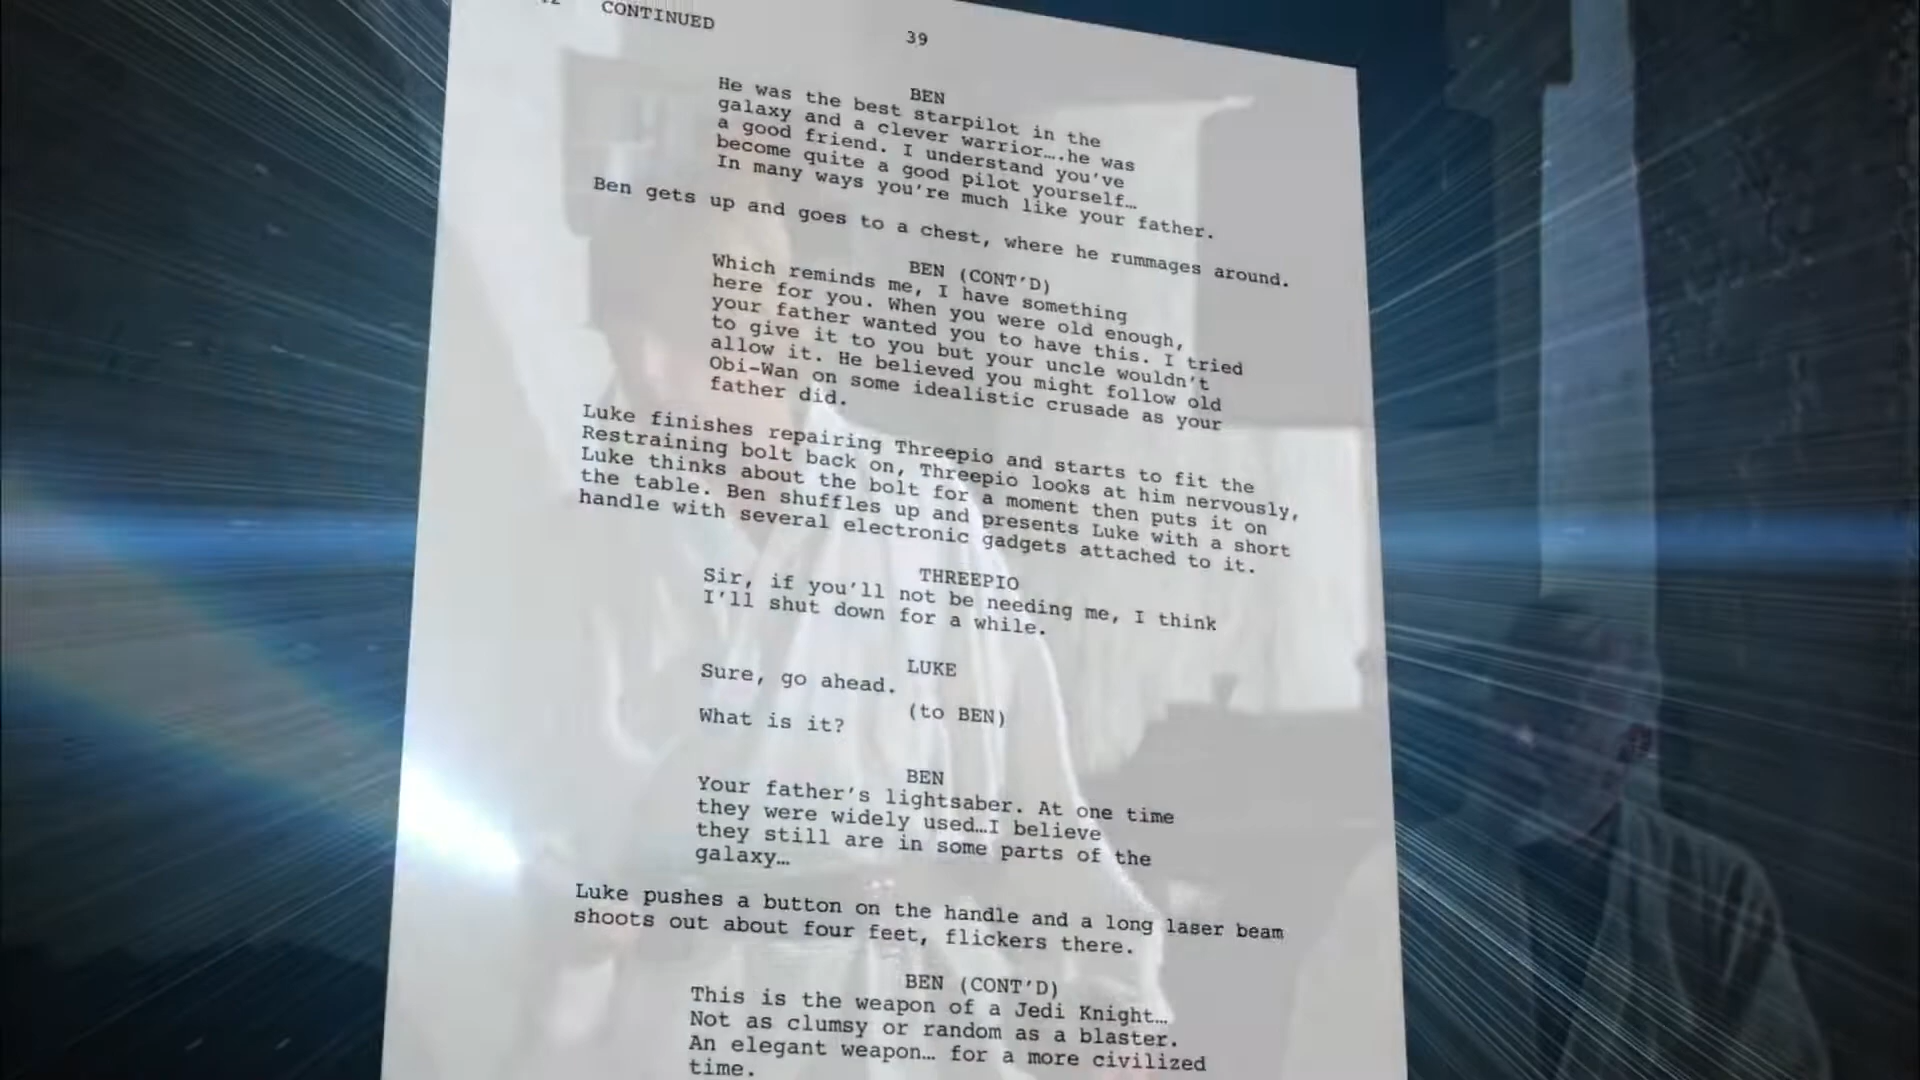 CONTINUED
39
BEN
He was the best starpilot in the
galaxy and a clever warrior….he was
a good friend. I understand you've
become quite a good pilot yourself…
In many ways you're much like your father.
Ben gets up and goes to a chest, where he rummages around.
BEN (CONT'D)
Which reminds me, I have something
here for you. When you were old enough,
your father wanted you to have this. I tried
to give it to you but your uncle wouldn't
allow it. He believed you might follow old
Obi-Wan on some idealistic crusade as your
father did.
Luke finishes repairing Threepio and starts to fit the
Restraining bolt back on, Threepio looks at him nervously,
Luke thinks about the bolt for a moment then puts it on
the table. Ben shuffles up and presents Luke with a short
handle with several electronic gadgets attached to it.
THREEPIO
Sir, if you'll not be needing me, I think
I'll shut down for a while.
LUKE
Sure, go ahead.
(to BEN)
What is it?
BEN
Your father's lightsaber. At one time
they were widely used…I believe
they still are in some parts of the
galaxy…
Luke pushes a button on the handle and a long laser beam
shoots out about four feet, flickers there.
BEN (CONT'D)
This is the weapon of a Jedi Knight…
Not as clumsy or random as a blaster.
An elegant weapon… for a more civilized
time.